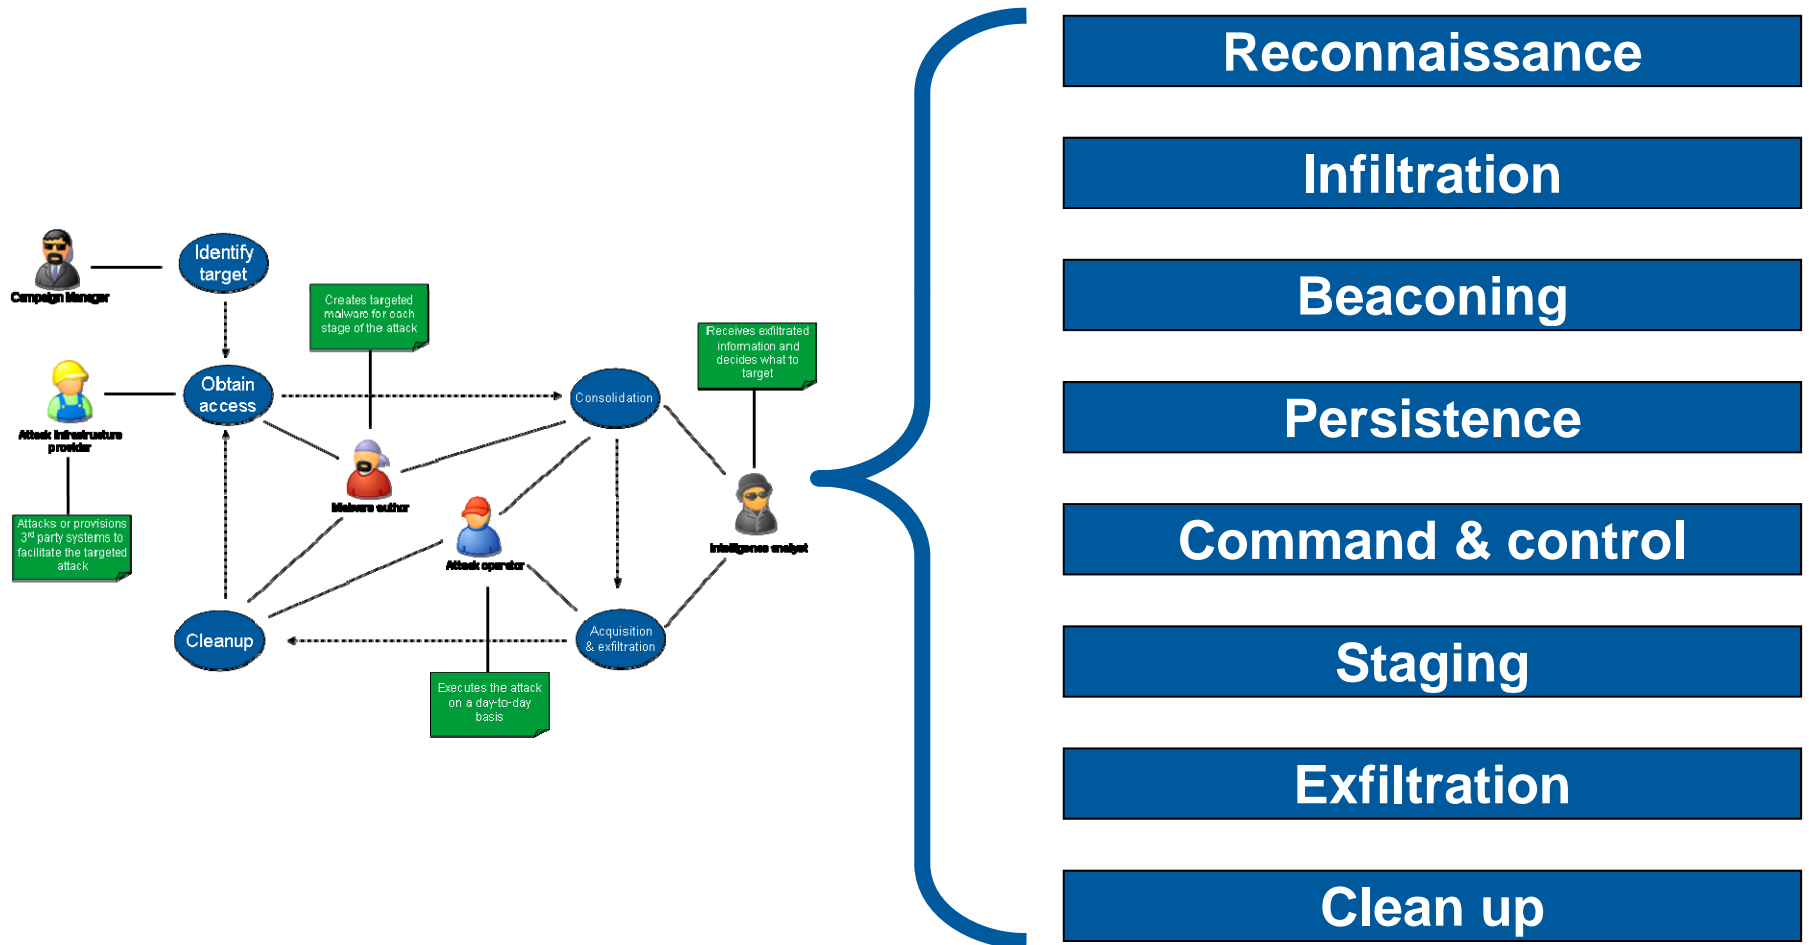 Identify
target
Campaign Manager
Creates targeted
malware for each
stage of the attack
Receives exfiltrated
information and
decides what to
target
Obtain
access
Attack infrastructure
provider
Consolidation
Malware author
Attacks or provisions
3rd party systems to
facilitate the targeted
attack
Attack operator
Intelligence analyst
Cleanup
Acquisition
& exfiltration
Executes the attack
on a day-to-day
basis
Reconnaissance
Infiltration
Beaconing
Persistence
Command & control
Staging
Exfiltration
Clean up